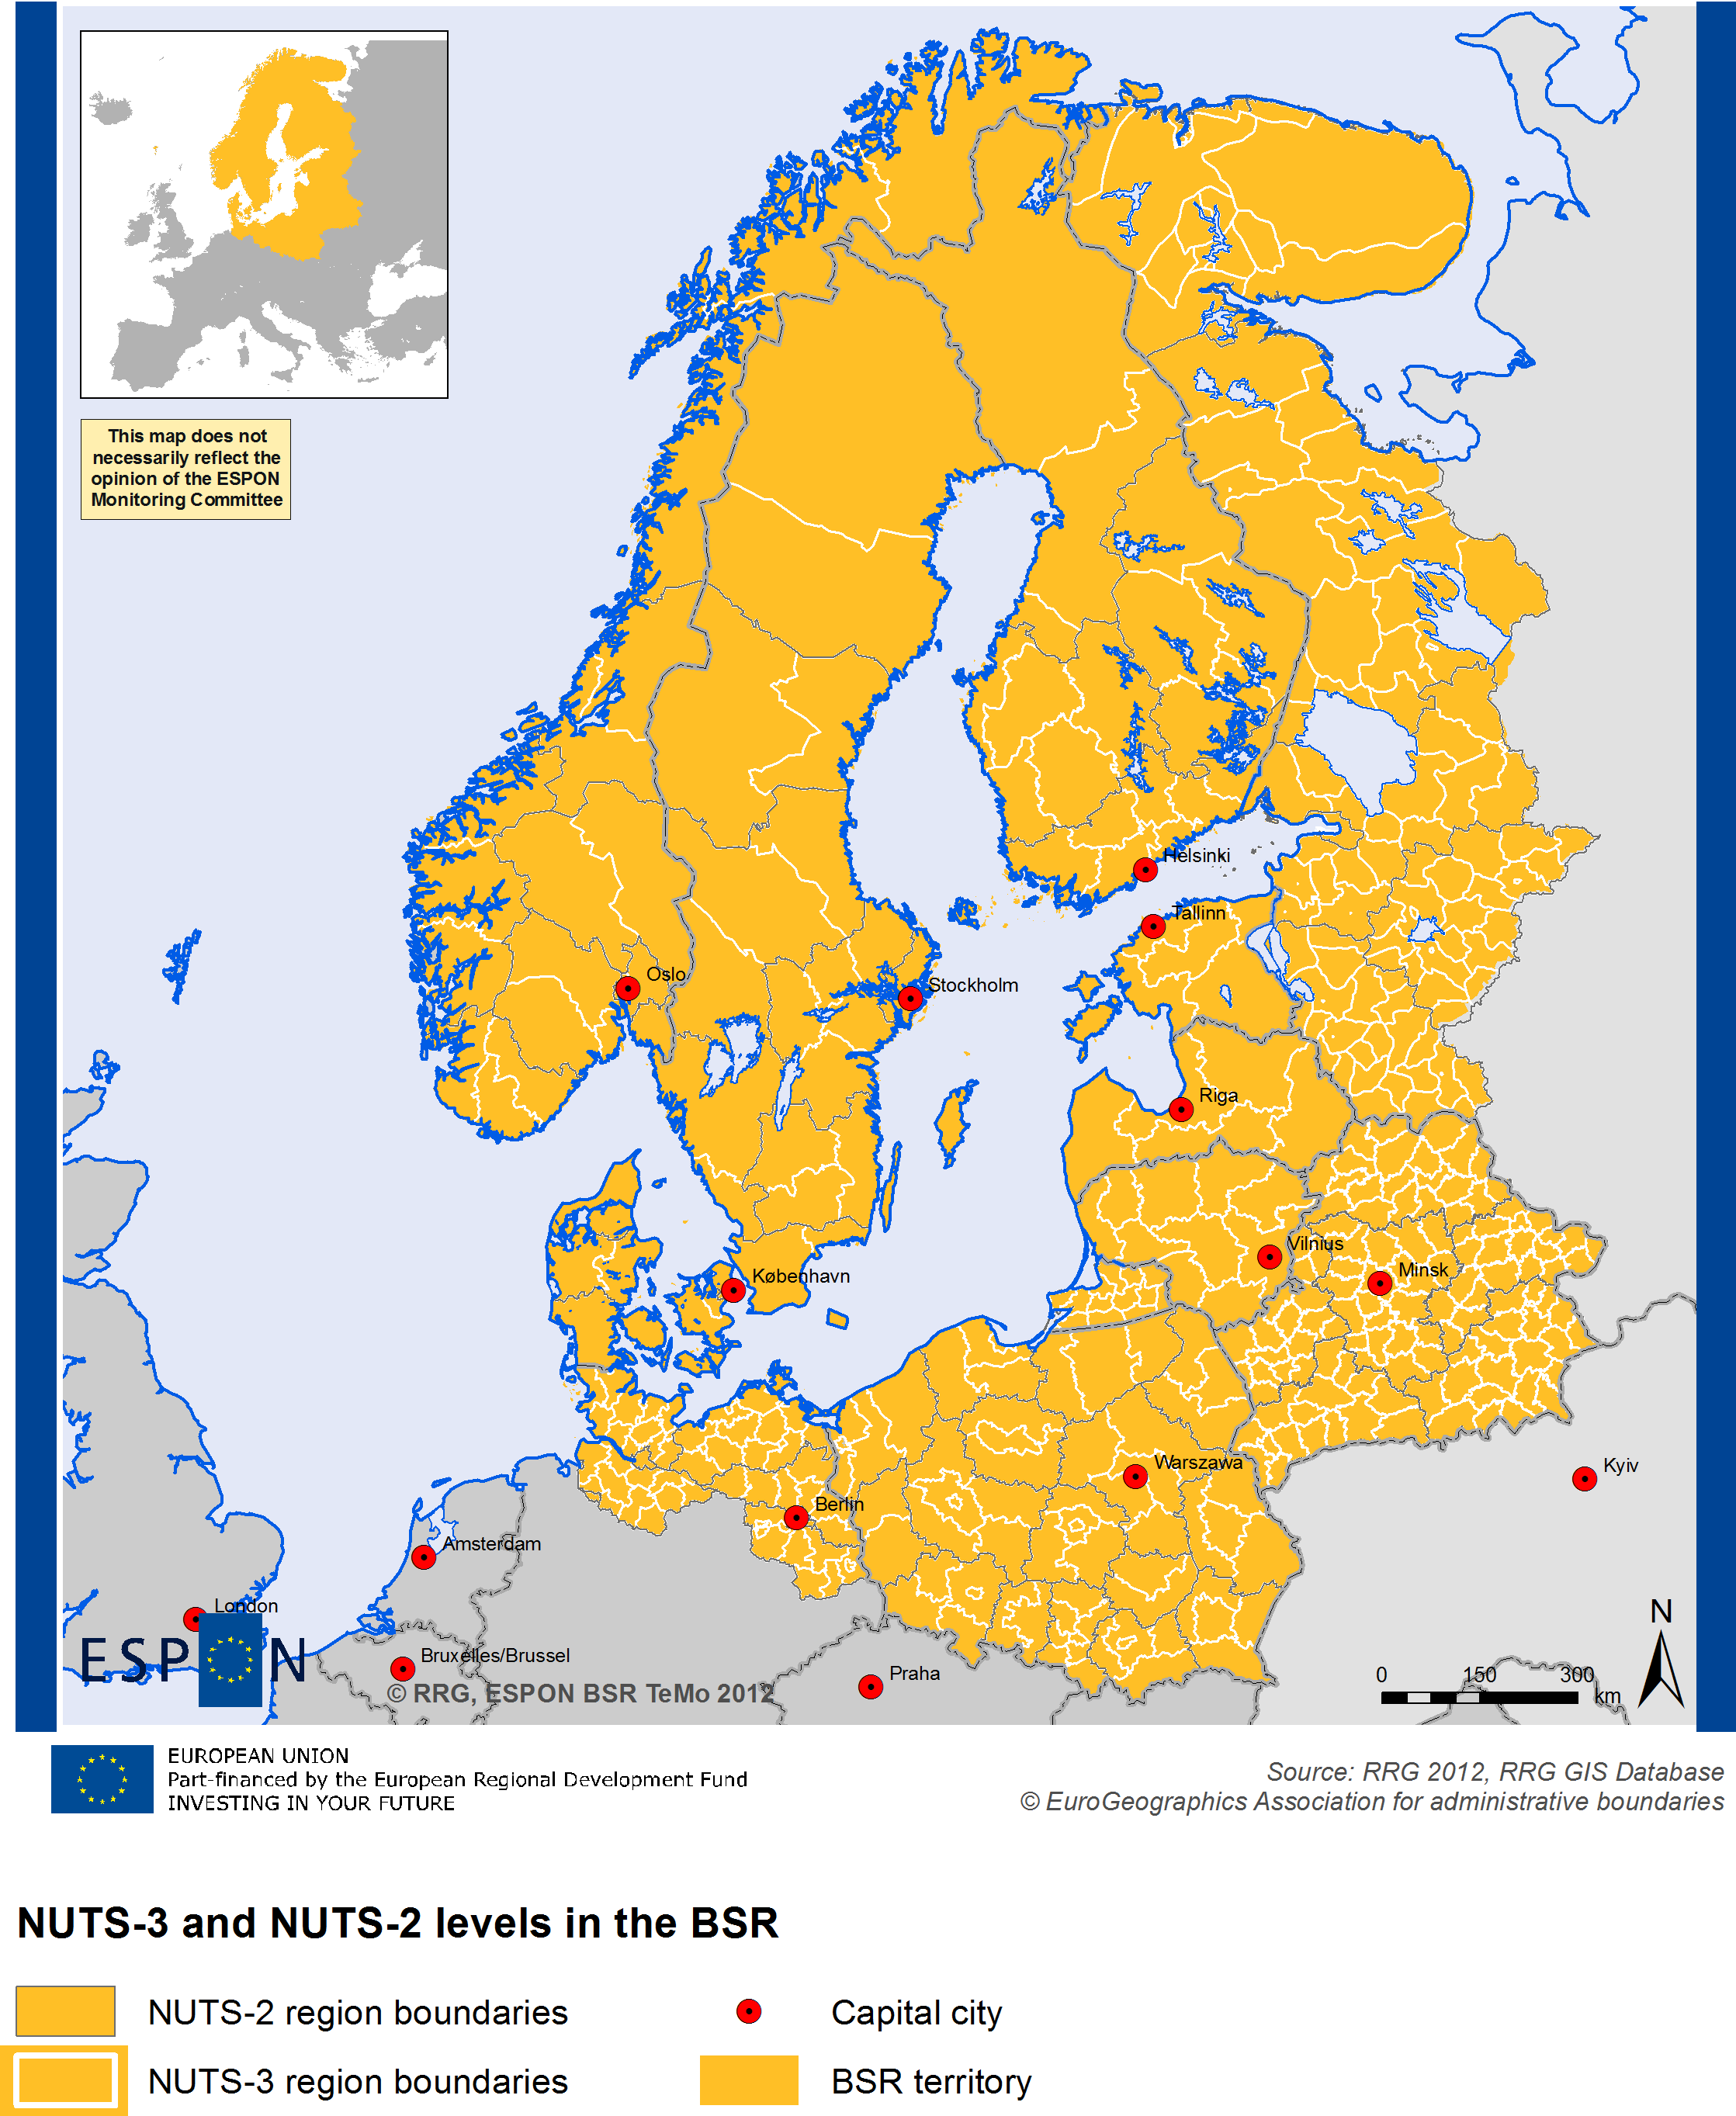 This map does not
necessarily reflect the
opinion of the ESPON
Monitoring Committee
Helsinki
Tallinn
Oslo
Stockholm
Riga
Vilnius
Minsk
København
Warszawa
Kyiv
Berlin
Amsterdam
London
ESPON
Bruxelles/Brussel
Praha
© RRG, ESPON BSR TeMo 2012
N
0 150 300
km
EUROPEAN UNION
Part-financed by the European Regional Development Fund
INVESTING IN YOUR FUTURE
Source: RRG 2012, RRG GIS Database
© EuroGeographics Association for administrative boundaries
NUTS-3 and NUTS-2 levels in the BSR
NUTS-2 region boundaries
Capital city
NUTS-3 region boundaries
BSR territory